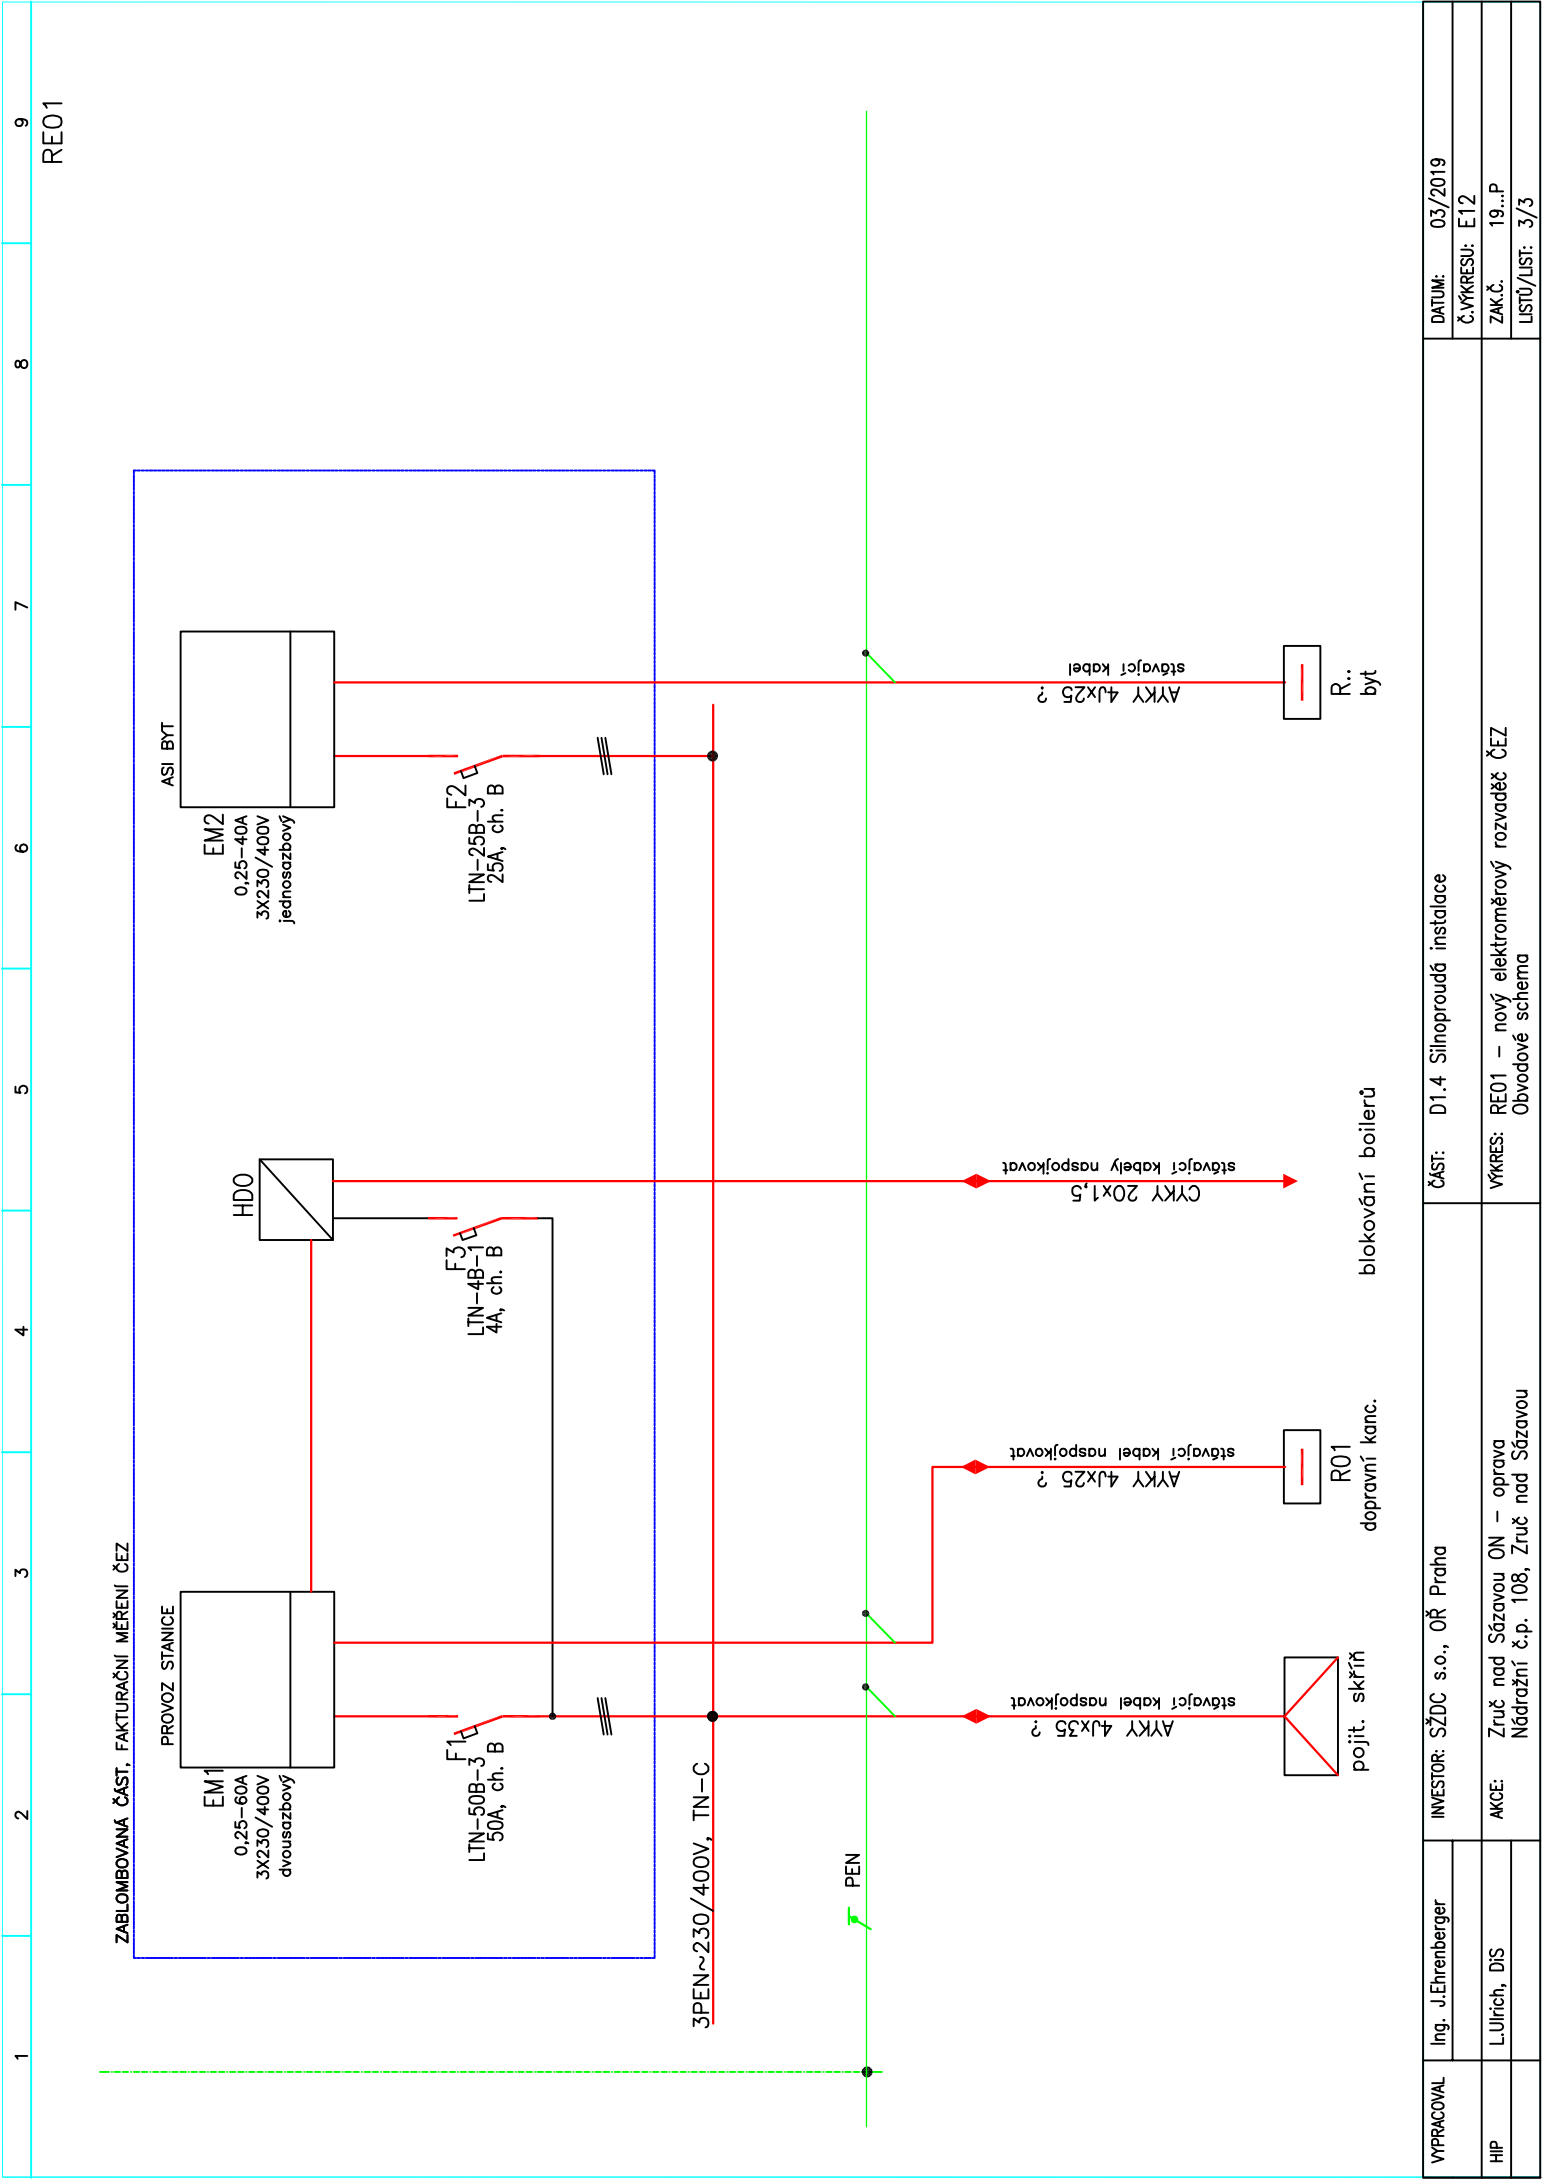 1 2 3 4 5 6 7 8 9
RE01
ZABLOMBOVANÁ ČÁST, FAKTURAČNÍ MĚŘENÍ ČEZ
PROVOZ STANICE
EM1
0,25-60A
3X230/400V
dvousazbový
F1
LTN-50B-3
50A, ch. B
HDO
F3
LTN-4B-1
4A, ch. B
ASI BYT
EM2
0,25-40A
3X230/400V
jednosazbový
F2
LTN-25B-3
25A, ch. B
3PEN~230/400V, TN-C
PEN
stávající kabel naspojkovat
AYKY 4Jx35 ?
pojit. skříň
stávající kabel naspojkovat
AYKY 4Jx25 ?
R01
dopravní kanc.
stávající kabely naspojkovat
CYKY 20x1,5
blokování boilerů
stávající kabel
AYKY 4Jx25 ?
R..
byt
VYPRACOVAL Ing. J.Ehrenberger
HIP L.Ulrich, DiS
INVESTOR: SŽDC s.o., OŘ Praha
AKCE: Zruč nad Sázavou ON - oprava
Nádražní č.p. 108, Zruč nad Sázavou
ČÁST: D1.4 Silnoproudá instalace
VÝKRES: RE01 - nový elektroměrový rozvaděč ČEZ
Obvodové schema
DATUM: 03/2019
Č.VÝKRESU: E12
ZAK.Č. 19...P
LISTŮ/LIST: 3/3